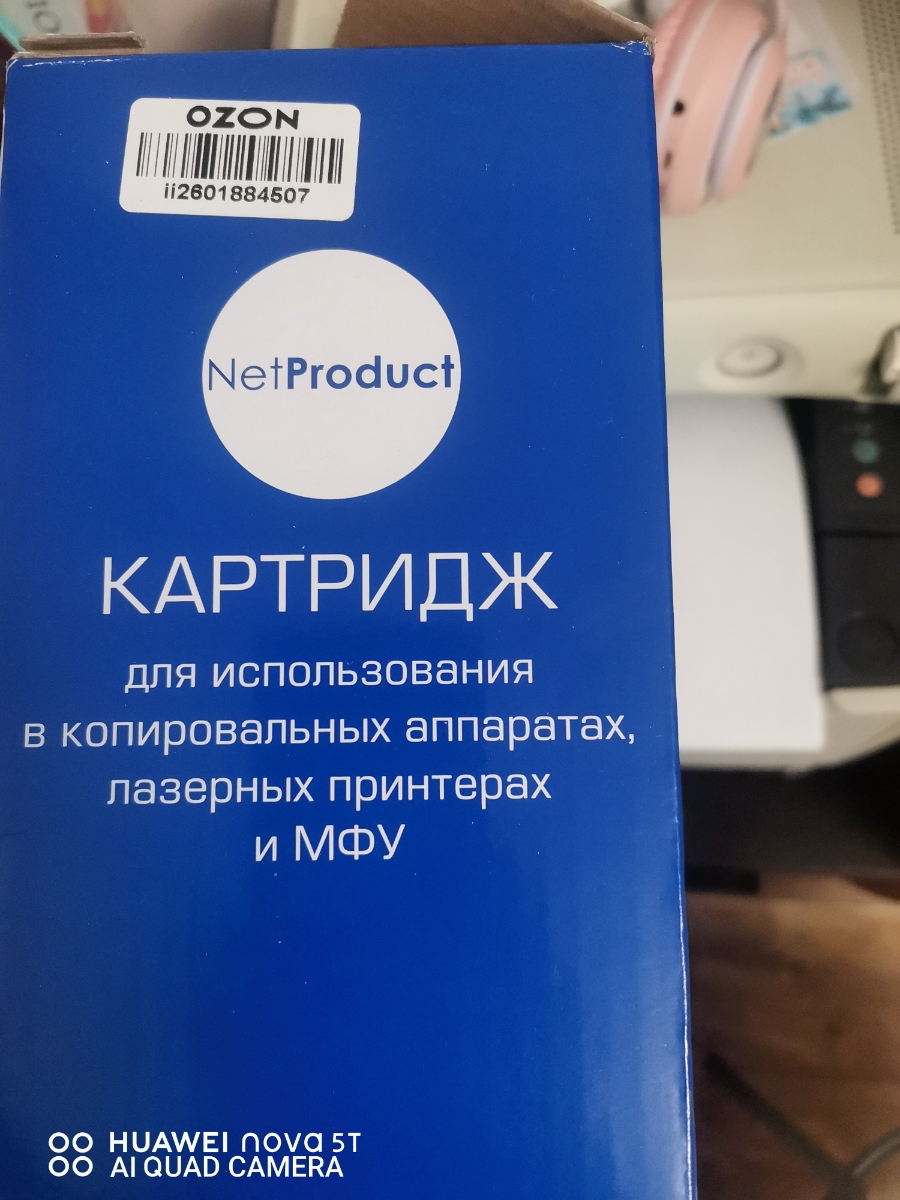 OZON
ii2601884507
NetProduct
КАРТРИДЖ
для использования
в копировальных аппаратах,
лазерных принтерах
и МФУ
HUAWEI nova 5T
AI QUAD CAMERA